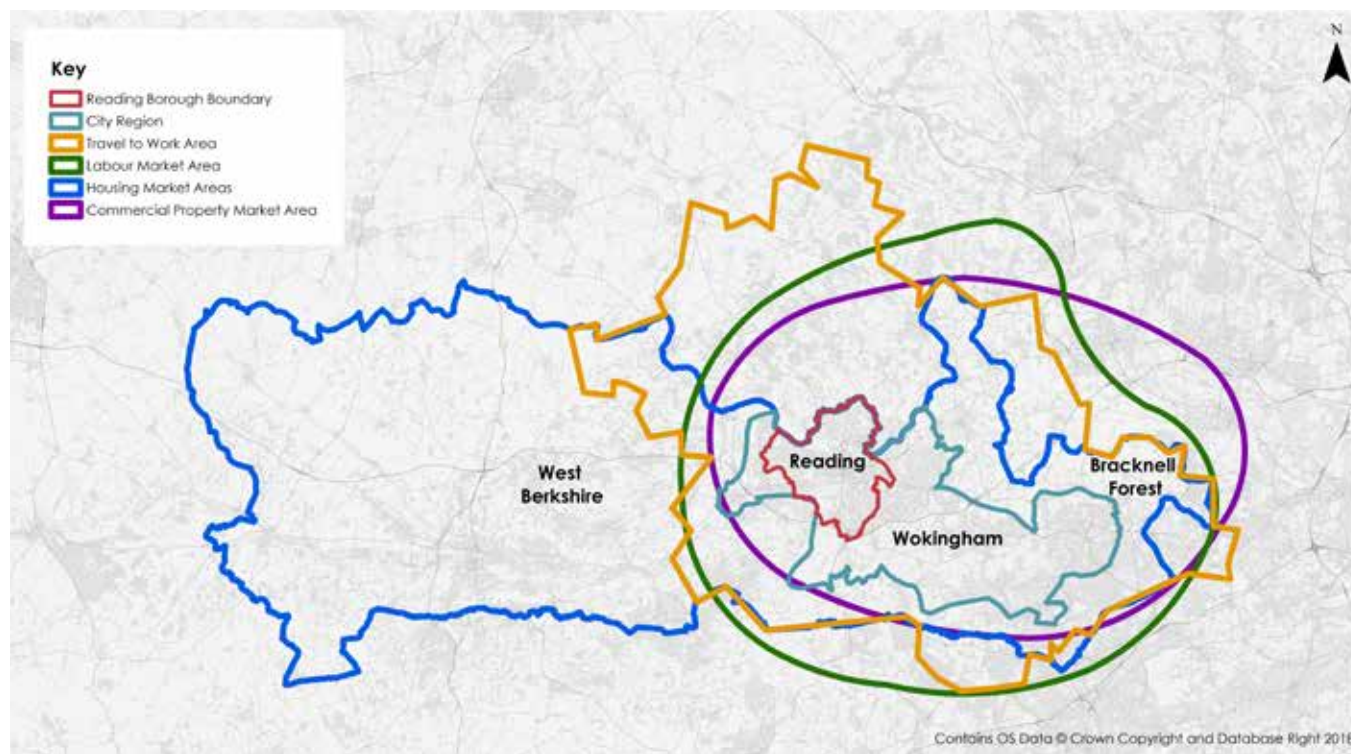 N
Key
Reading Borough Boundary
City Region
Travel to Work Area
Labour Market Area
Housing Market Areas
Commercial Property Market Area
West
Berkshire
Reading
Bracknell
Forest
Wokingham
Contains OS Data © Crown Copyright and Database Right 2018